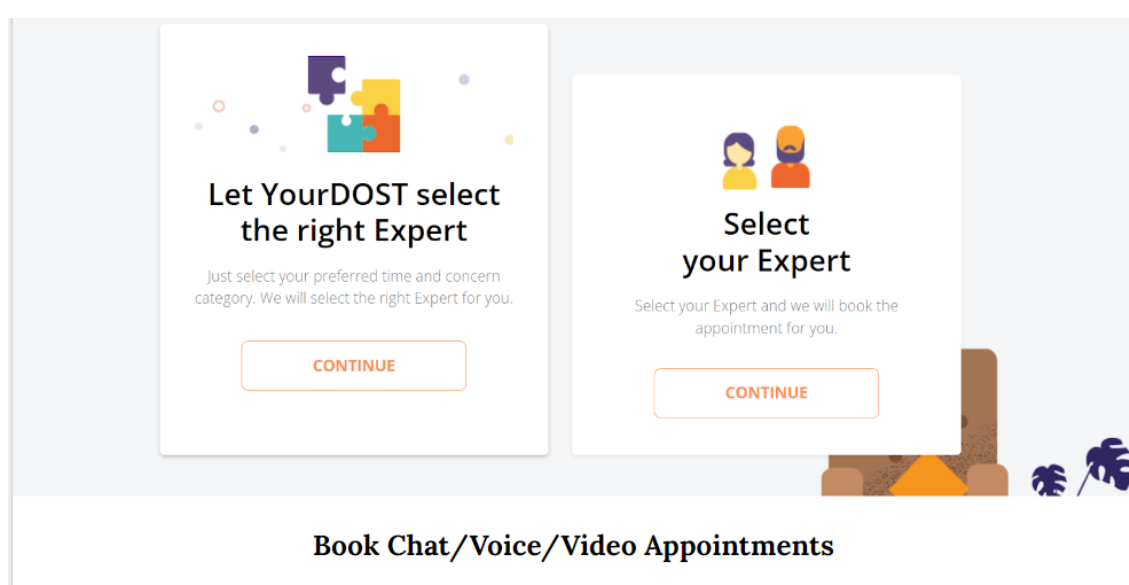 Let YourDOST select
the right Expert
Just select your preferred time and concern
category. We will select the right Expert for you.
CONTINUE
Select
your Expert
Select your Expert and we will book the
appointment for you.
CONTINUE
Book Chat/Voice/Video Appointments